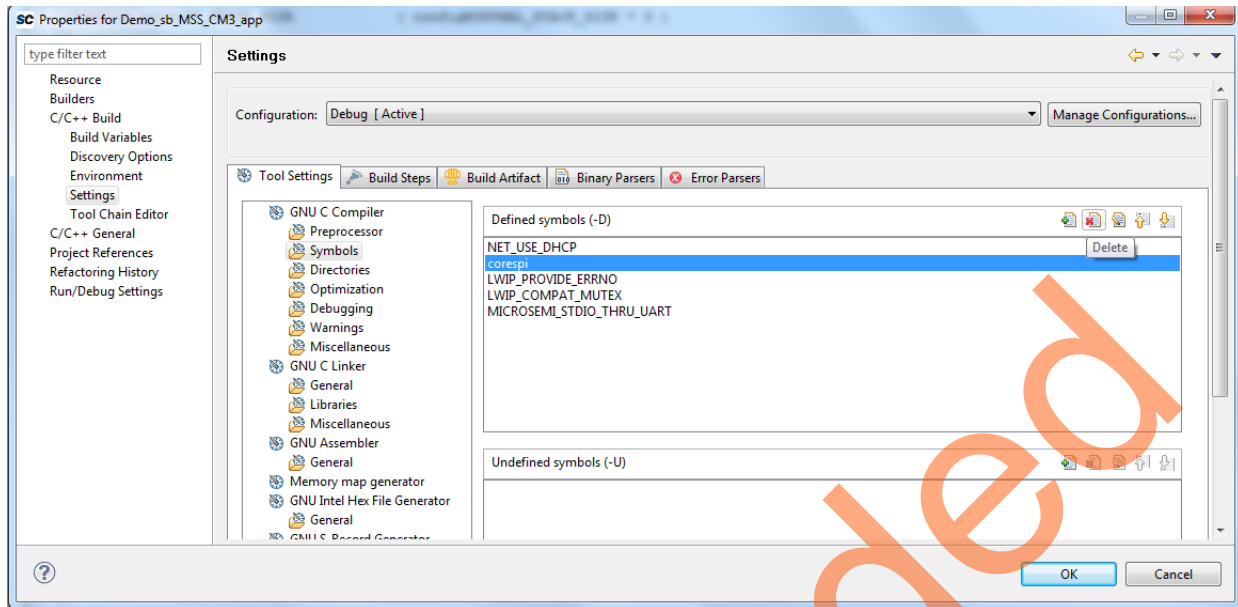 SC Properties for Demo_sb_MSS_CM3_app
type filter text
Resource
Builders
C/C++ Build
Build Variables
Discovery Options
Environment
Settings
Tool Chain Editor
C/C++ General
Project References
Refactoring History
Run/Debug Settings
Settings
Configuration: Debug [ Active ]
Manage Configurations...
Tool Settings Build Steps Build Artifact Binary Parsers Error Parsers
GNU C Compiler
Preprocessor
Symbols
Directories
Optimization
Debugging
Warnings
Miscellaneous
GNU C Linker
General
Libraries
Miscellaneous
GNU Assembler
General
Memory map generator
GNU Intel Hex File Generator
General
GNU S-Record Generator
Defined symbols (-D)
Delete
NET_USE_DHCP
corespi
LWIP_PROVIDE_ERRNO
LWIP_COMPAT_MUTEX
MICROSEMI_STDIO_THRU_UART
Undefined symbols (-U)
OK
Cancel
ded